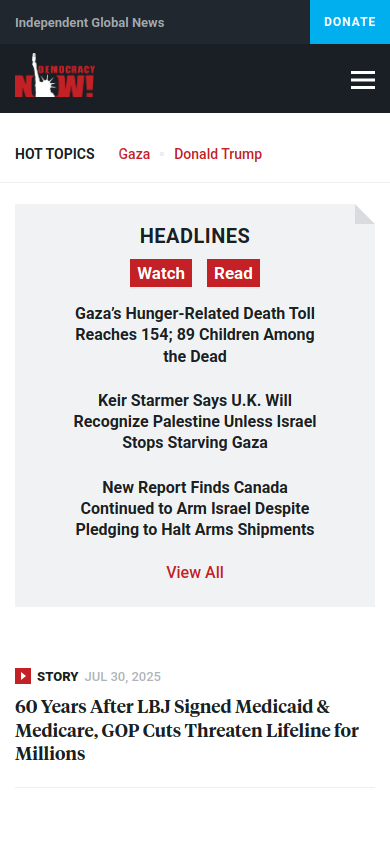 Independent Global News
DONATE
DEMOCRACY
NOW!
HOT TOPICS
Gaza
Donald Trump
HEADLINES
Watch
Read
Gaza’s Hunger-Related Death Toll
Reaches 154; 89 Children Among
the Dead
Keir Starmer Says U.K. Will
Recognize Palestine Unless Israel
Stops Starving Gaza
New Report Finds Canada
Continued to Arm Israel Despite
Pledging to Halt Arms Shipments
View All
STORY JUL 30, 2025
60 Years After LBJ Signed Medicaid &
Medicare, GOP Cuts Threaten Lifeline for
Millions